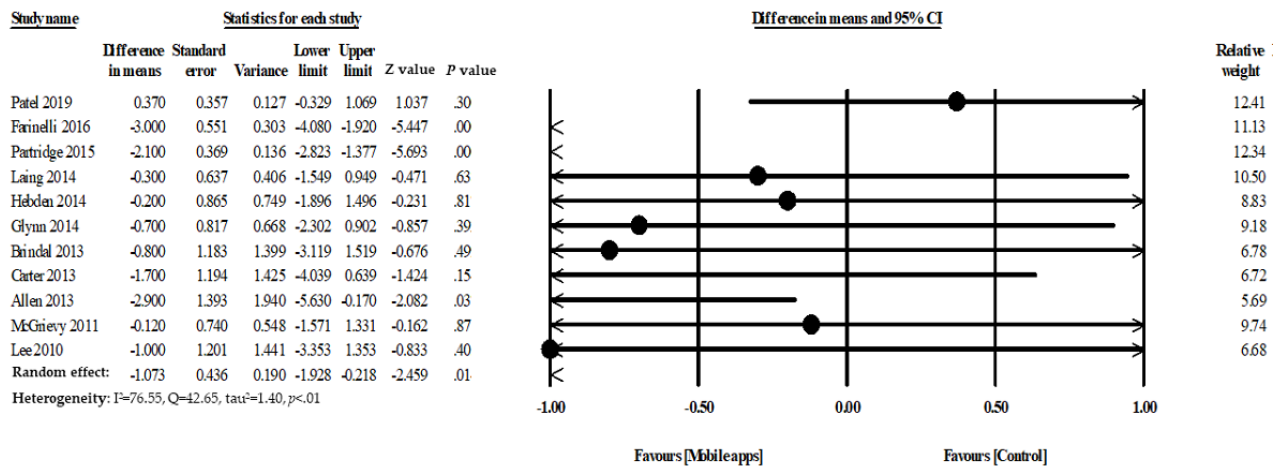 Study name Statistics for each study Difference in means and 95% CI
Difference in means Standard error Variance Lower limit Upper limit Z value P value Relative weight
Patel 2019 0.370 0.357 0.127 -0.329 1.069 1.037 .30 12.41
Farinelli 2016 -3.000 0.551 0.303 -4.080 -1.920 -5.447 .00 11.13
Partridge 2015 -2.100 0.369 0.136 -2.823 -1.377 -5.693 .00 12.34
Laing 2014 -0.300 0.637 0.406 -1.549 0.949 -0.471 .63 10.50
Hebden 2014 -0.200 0.865 0.749 -1.896 1.496 -0.231 .81 8.83
Glynn 2014 -0.700 0.817 0.668 -2.302 0.902 -0.857 .39 9.18
Brindal 2013 -0.800 1.183 1.399 -3.119 1.519 -0.676 .49 6.78
Carter 2013 -1.700 1.194 1.425 -4.039 0.639 -1.424 .15 6.72
Allen 2013 -2.900 1.393 1.940 -5.630 -0.170 -2.082 .03 5.69
McGrievy 2011 -0.120 0.740 0.548 -1.571 1.331 -0.162 .87 9.74
Lee 2010 -1.000 1.201 1.441 -3.353 1.353 -0.833 .40 6.68
Random effect: -1.073 0.436 0.190 -1.928 -0.218 -2.459 .01
Heterogeneity: I²=76.55, Q=42.65, tau²=1.40, p<.01
-1.00 -0.50 0.00 0.50 1.00
Favours [Mobile apps] Favours [Control]